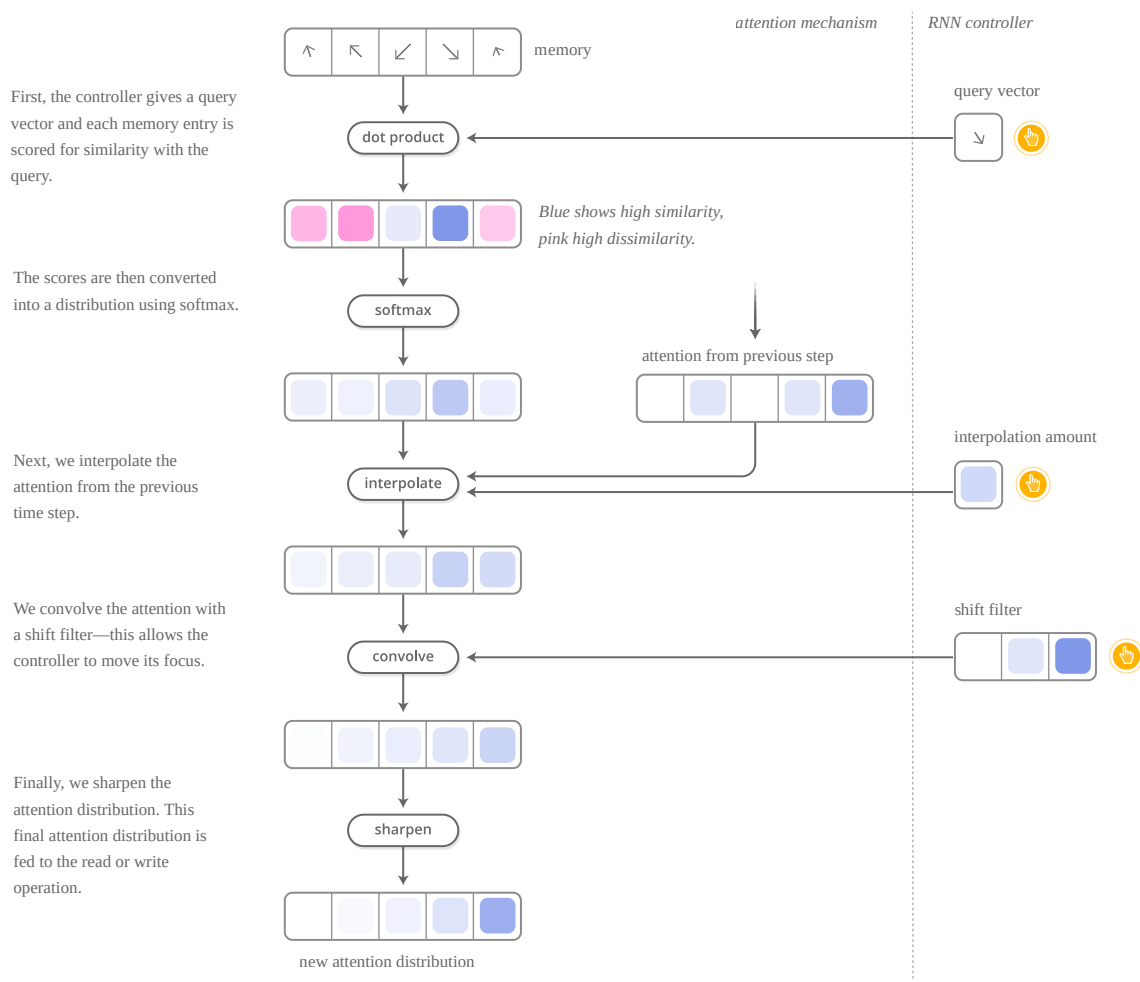 attention mechanism
RNN controller
memory
First, the controller gives a query
vector and each memory entry is
scored for similarity with the
query.
query vector
dot product
Blue shows high similarity,
pink high dissimilarity.
The scores are then converted
into a distribution using softmax.
softmax
attention from previous step
interpolation amount
Next, we interpolate the
attention from the previous
time step.
interpolate
We convolve the attention with
a shift filter—this allows the
controller to move its focus.
shift filter
convolve
Finally, we sharpen the
attention distribution. This
final attention distribution is
fed to the read or write
operation.
sharpen
new attention distribution